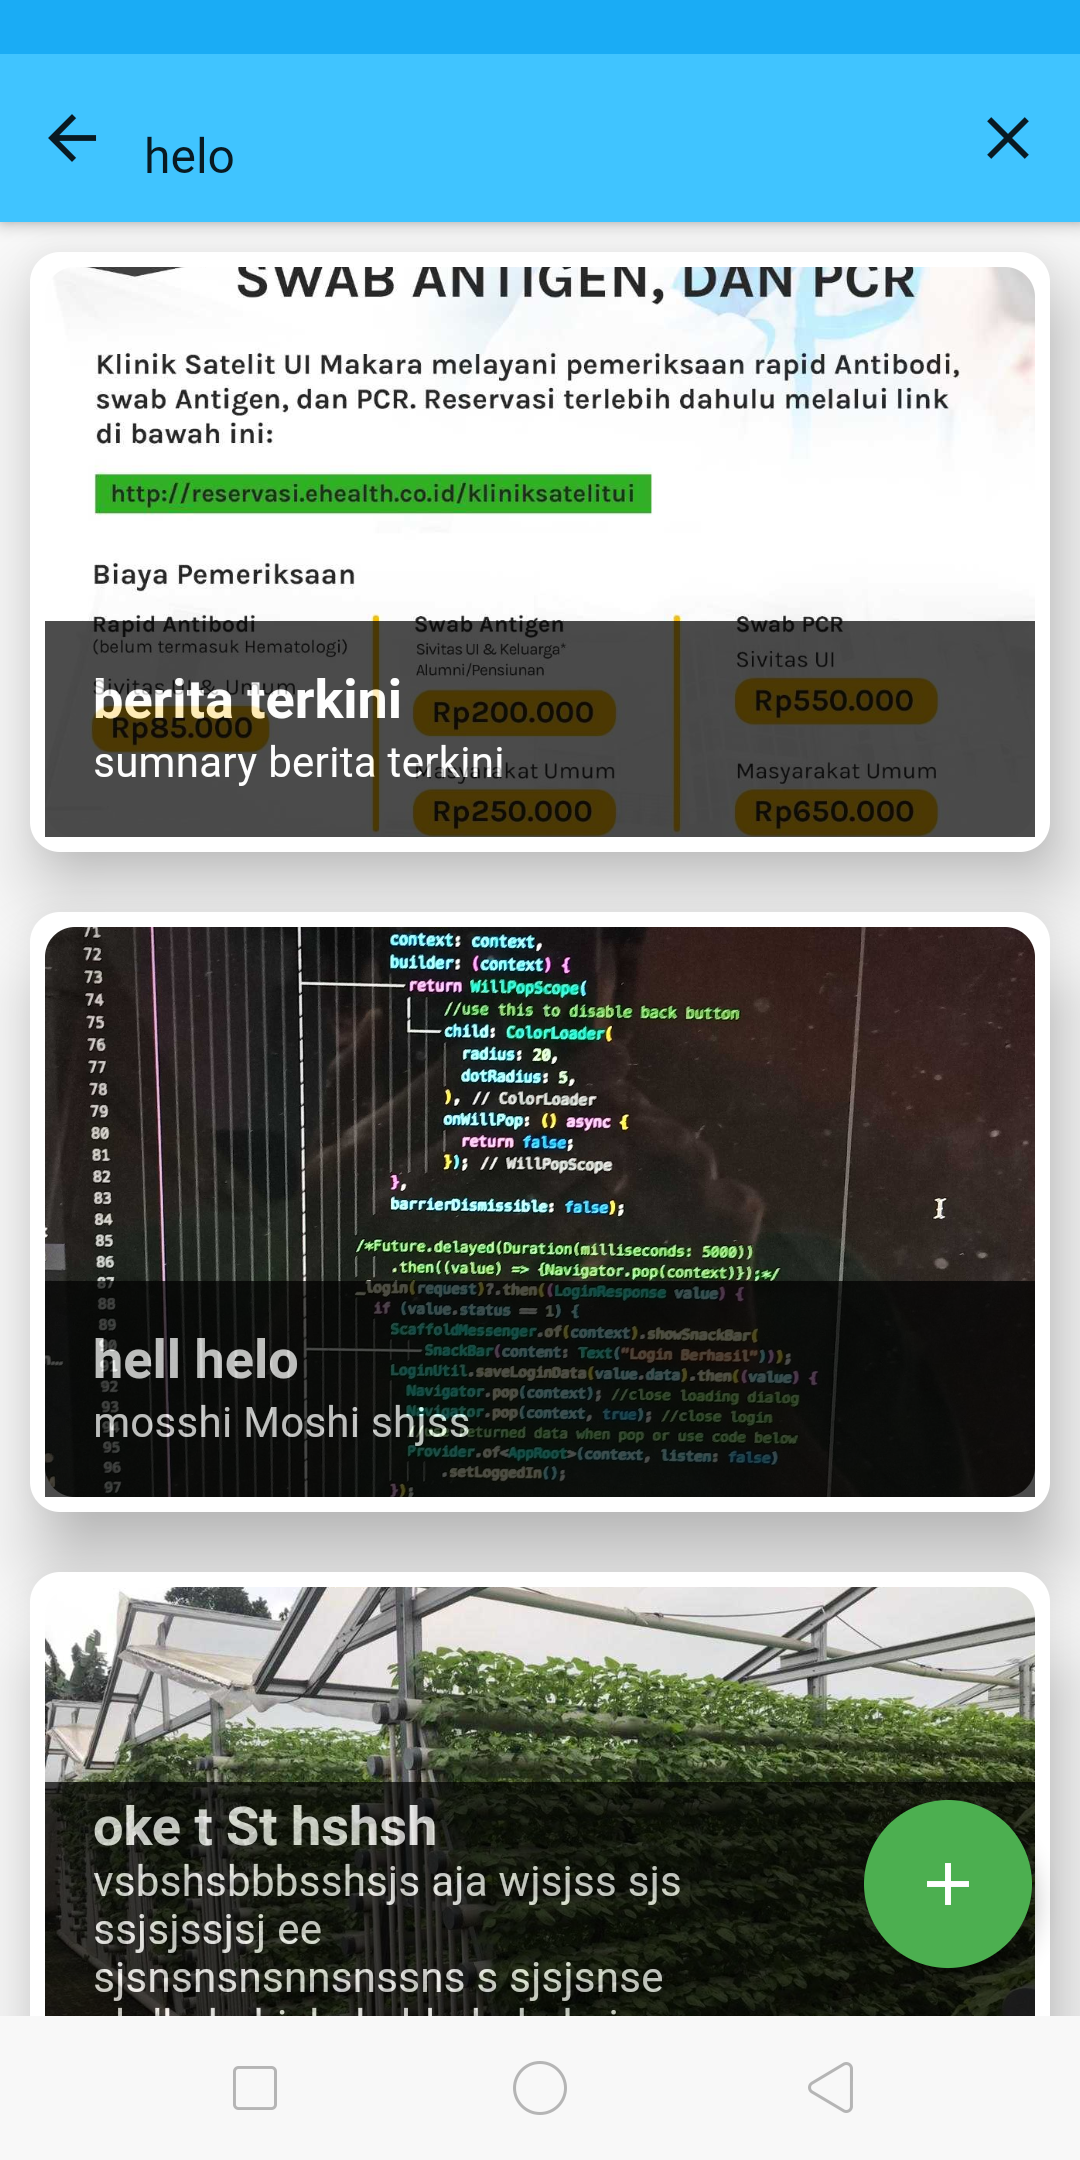 helo
SWAB ANTIGEN, DAN PCR
Klinik Satelit UI Makara melayani pemeriksaan rapid Antibodi,
swab Antigen, dan PCR. Reservasi terlebih dahulu melalui link
di bawah ini:
http://reservasi.ehealth.co.id/kliniksatelitui
Biaya Pemeriksaan
Rapid Antibodi
(belum termasuk Hematologi)
Sivitas UI & Umum
Rp85.000
Swab Antigen
Sivitas UI & Keluarga*
Alumni/Pensiunan
Rp200.000
Masyarakat Umum
Rp250.000
Swab PCR
Sivitas UI
Rp550.000
Masyarakat Umum
Rp650.000
berita terkini
sumnary berita terkini
71 context: context,
72 builder: (context) {
73 return WillPopScope(
74 //use this to disable back button
75 child: ColorLoader(
76 radius: 20,
77 dotRadius: 5,
78 ), // ColorLoader
79 onWillPop: () async {
80 return false;
81 }); // WillPopScope
82 },
83 barrierDismissible: false);
84
85 /*Future.delayed(Duration(milliseconds: 5000))
86 .then((value) => {Navigator.pop(context)});*/
87 _login(request)?.then((LoginResponse value) {
88 if (value.status == 1) {
89 ScaffoldMessenger.of(context).showSnackBar(
90 SnackBar(content: Text("Login Berhasil")));
91 LoginUtil.saveLoginData(value.data).then((value) {
92 Navigator.pop(context); //close loading dialog
93 Navigator.pop(context, true); //close login
94 returned data when pop or use code below
95 Provider.of<AppRoot>(context, listen: false)
96 .setLoggedIn();
97 });
hell helo
mosshi Moshi shjss
oke t St hshsh
vsbshsbbbsshsjs aja wjsjss sjs
ssjsjssjsj ee
sjsnsnsnsnnsnssns s sjsjsnse